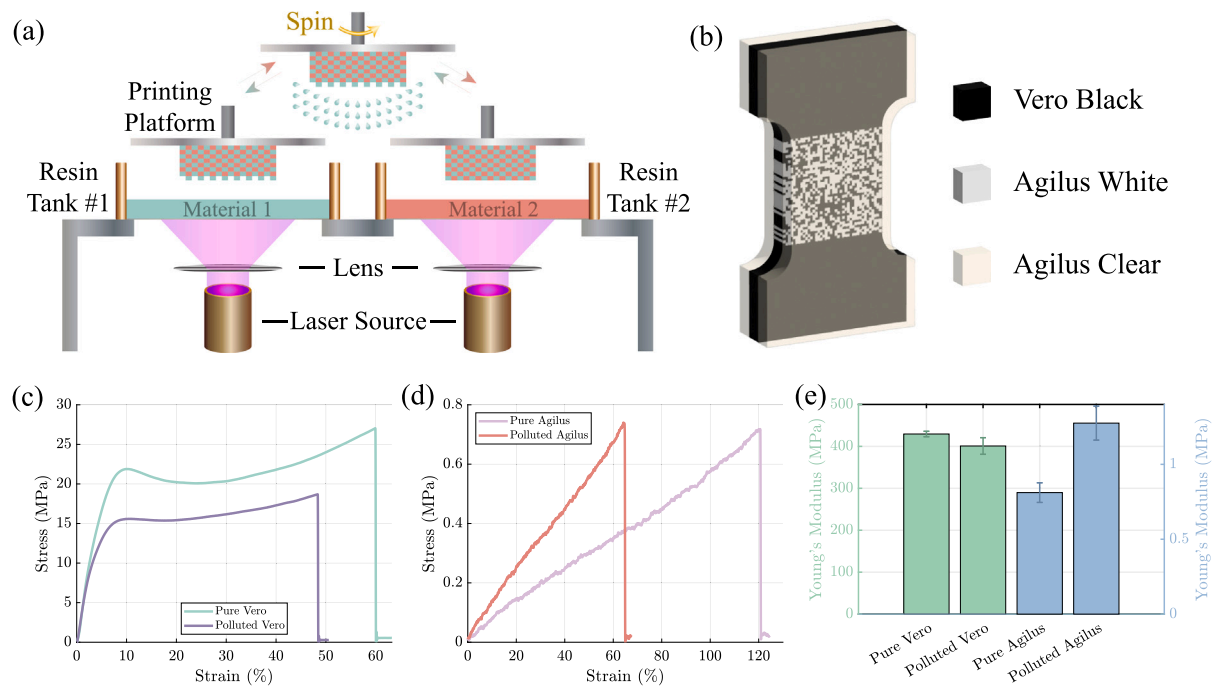 (a)
Spin
Printing
Platform
Resin
Tank #1
Material 1
Material 2
Resin
Tank #2
Lens
Laser Source
(b)
Vero Black
Agilus White
Agilus Clear
(c)
30
25
20
15
10
5
0
0 10 20 30 40 50 60
Stress (MPa)
Strain (%)
Pure Vero
Polluted Vero
(d)
0.8
0.6
0.4
0.2
0
0 20 40 60 80 100 120
Stress (MPa)
Strain (%)
Pure Agilus
Polluted Agilus
(e)
500
400
300
200
100
0
Young's Modulus (MPa)
1
0.5
0
Young's Modulus (MPa)
Pure Vero
Polluted Vero
Pure Agilus
Polluted Agilus